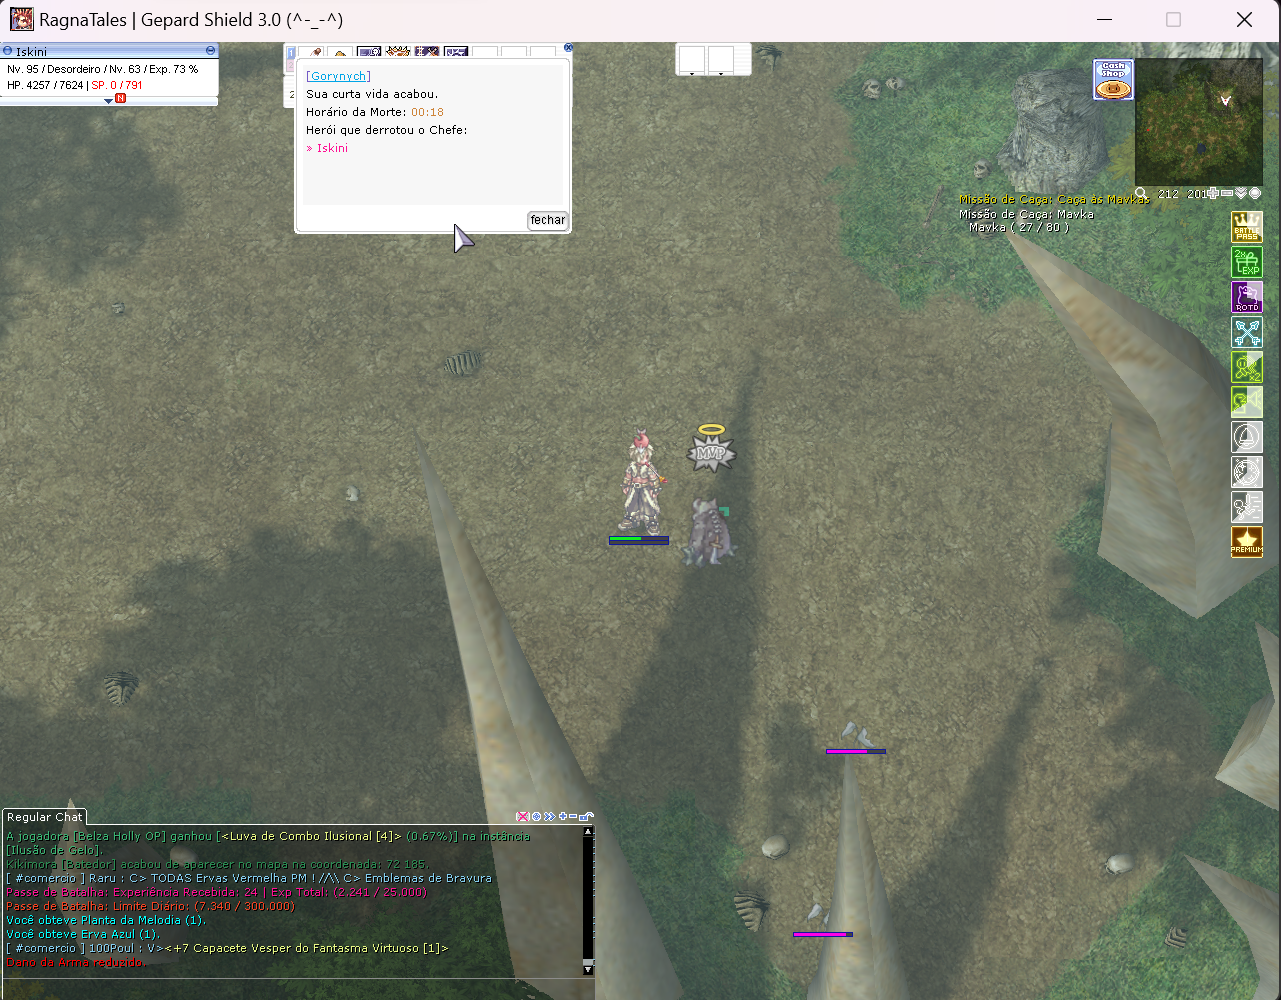 RagnaTales | Gepard Shield 3.0 (^-_-^)
Iskini
Nv. 95 / Desordeiro / Nv. 63 / Exp. 73 %
HP. 4257 / 7624 | SP. 0 / 791
N
[Gorynych]
Sua curta vida acabou.
Horário da Morte: 00:18
Herói que derrotou o Chefe:
» Iskini
fechar
Cash
Shop
212 201
Missão de Caça: Caça às Mavkas
Missão de Caça: Mavka
Mavka ( 27 / 80 )
BATTLE
PASS
2x
EXP
ROTD
x2
PREMIUM
MVP
Regular Chat
A jogadora [Belza Holly OP] ganhou [<Luva de Combo Ilusional [4]> (0.67%)] na instância
[Ilusão de Gelo].
Kikimora [Batedor] acabou de aparecer no mapa na coordenada: 72 185.
[ #comercio ] Raru : C> TODAS Ervas Vermelha PM ! //\\ C> Emblemas de Bravura
Passe de Batalha: Experiência Recebida: 24 | Exp Total: (2.241 / 25.000)
Passe de Batalha: Limite Diário: (7.340 / 300.000)
Você obteve Planta da Melodia (1).
Você obteve Erva Azul (1).
[ #comercio ] 100Poul : V><+7 Capacete Vesper do Fantasma Virtuoso [1]>
Dano da Arma reduzido.